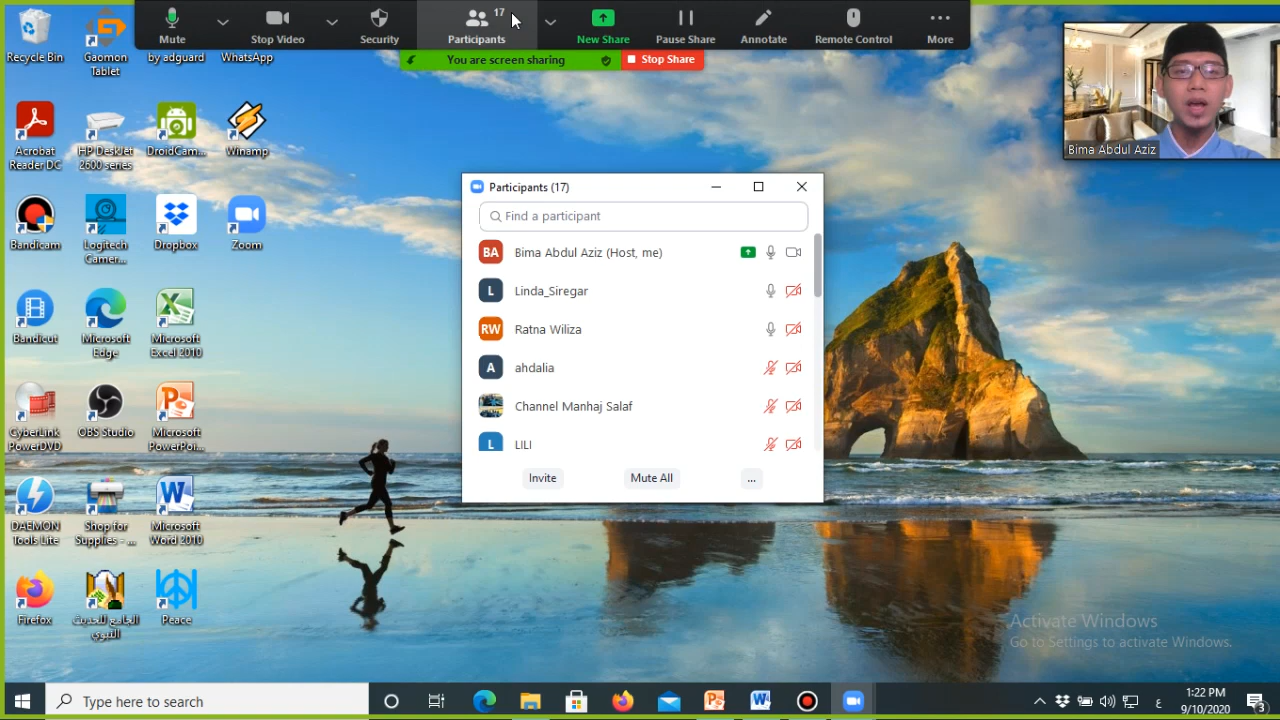 17
Mute
Stop Video
Security
Participants
New Share
Pause Share
Annotate
Remote Control
More
You are screen sharing
Stop Share
Bima Abdul Aziz
Recycle Bin
Gaomon
Tablet
by adguard
WhatsApp
Acrobat
Reader DC
HP DeskJet
2600 series
DroidCam...
Winamp
Bandicam
Logitech
Camer...
Dropbox
Zoom
Bandicut
Microsoft
Edge
Microsoft
Excel 2010
CyberLink
PowerDVD
OBS Studio
Microsoft
PowerPoi...
DAEMON
Tools Lite
Shop for
Supplies - ...
Microsoft
Word 2010
Firefox
الجامع للحديث
النبوي
Peace
Participants (17)
Find a participant
BA Bima Abdul Aziz (Host, me)
L Linda_Siregar
RW Ratna Wiliza
A ahdalia
Channel Manhaj Salaf
L LILI
Invite
Mute All
...
Activate Windows
Go to Settings to activate Windows.
Type here to search
ع
1:22 PM
9/10/2020
3